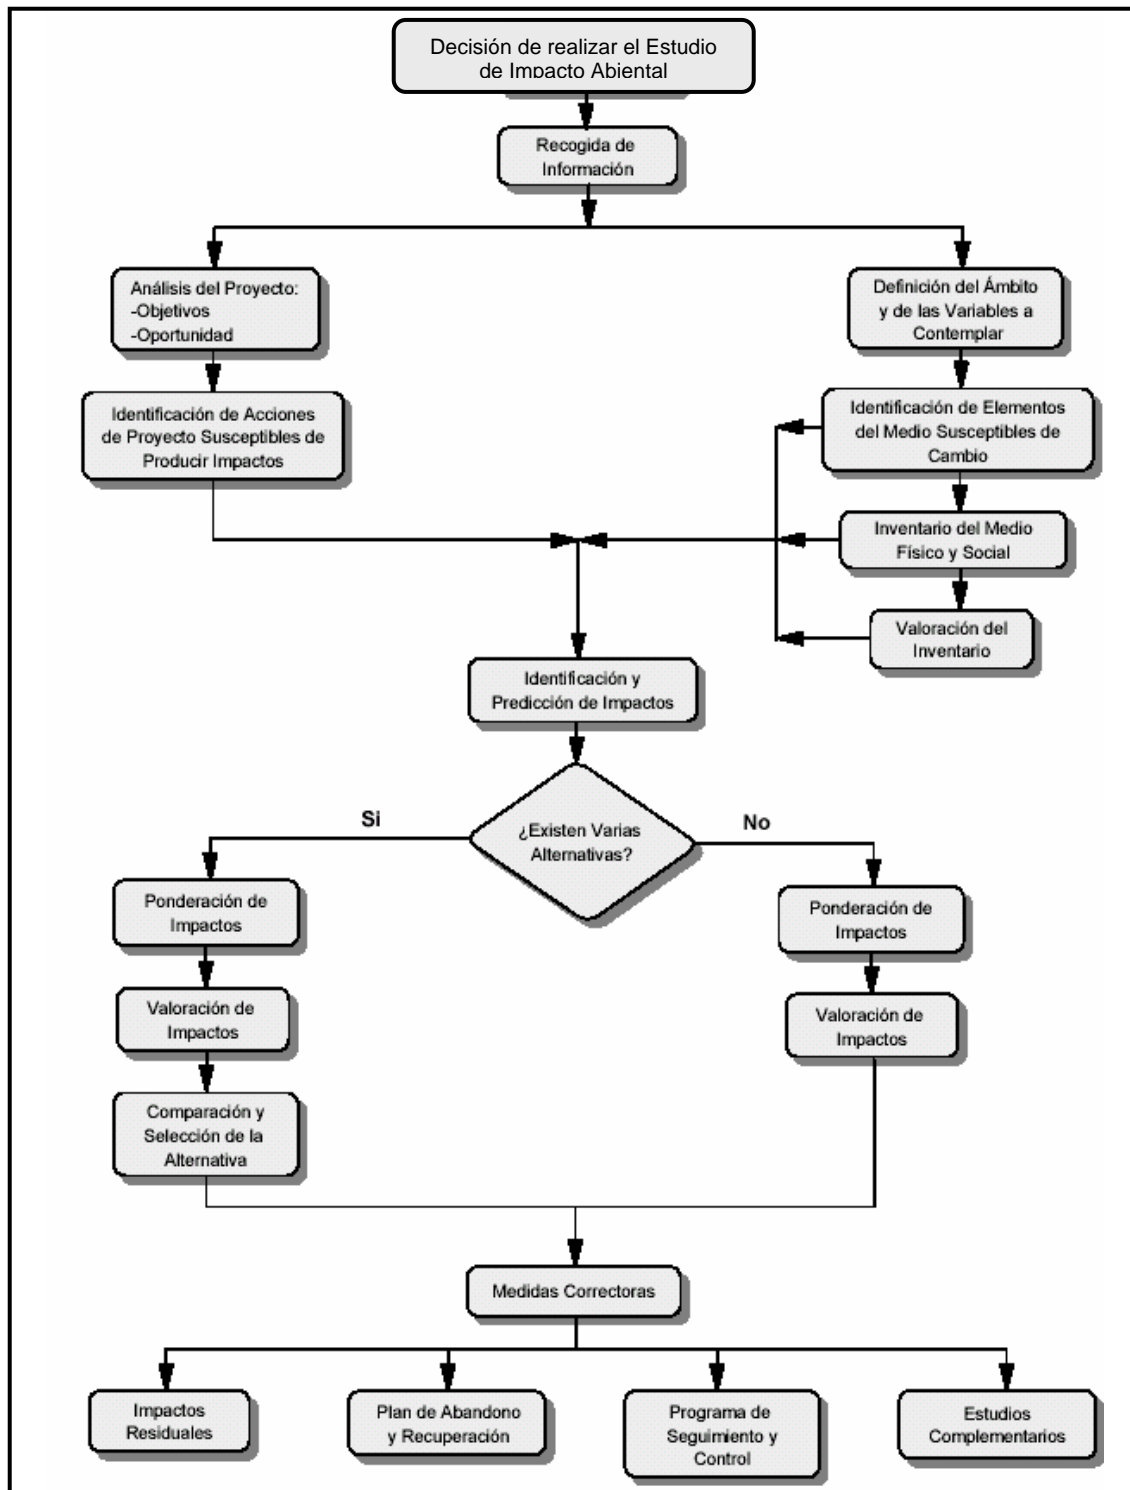 Decisión de realizar el Estudio
de Impacto Abiental
Recogida de
Información
Análisis del Proyecto:
-Objetivos
-Oportunidad
Definición del Ámbito
y de las Variables a
Contemplar
Identificación de Acciones
de Proyecto Susceptibles de
Producir Impactos
Identificación de Elementos
del Medio Susceptibles de
Cambio
Inventario del Medio
Físico y Social
Valoración del
Inventario
Identificación y
Predicción de Impactos
¿Existen Varias
Alternativas?
Si
No
Ponderación de
Impactos
Valoración de
Impactos
Comparación y
Selección de la
Alternativa
Ponderación de
Impactos
Valoración de
Impactos
Medidas Correctoras
Impactos
Residuales
Plan de Abandono
y Recuperación
Programa de
Seguimiento y
Control
Estudios
Complementarios